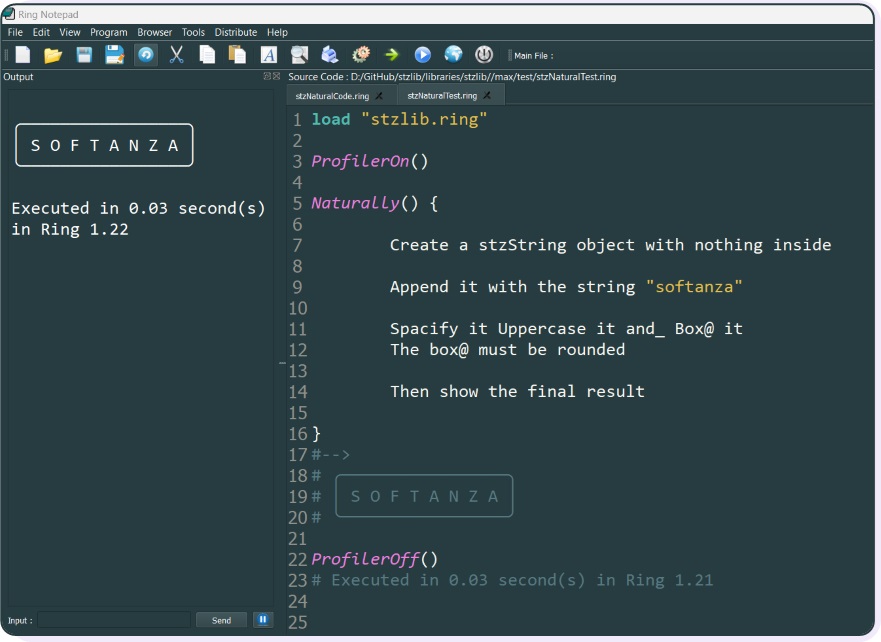 Ring Notepad
File Edit View Program Browser Tools Distribute Help
Main File :
Output
S O F T A N Z A
Executed in 0.03 second(s)
in Ring 1.22
Input :
Send
Source Code : D:/GitHub/stzlib/libraries/stzlib//max/test/stzNaturalTest.ring
stzNaturalCode.ring stzNaturalTest.ring
1 load "stzlib.ring"
2
3 ProfilerOn()
4
5 Naturally() {
6
7 Create a stzString object with nothing inside
8
9 Append it with the string "softanza"
10
11 Spacify it Uppercase it and_ Box@ it
12 The box@ must be rounded
13
14 Then show the final result
15
16 }
17 #-->
18 #
19 # S O F T A N Z A
20 #
21
22 ProfilerOff()
23 # Executed in 0.03 second(s) in Ring 1.21
24
25